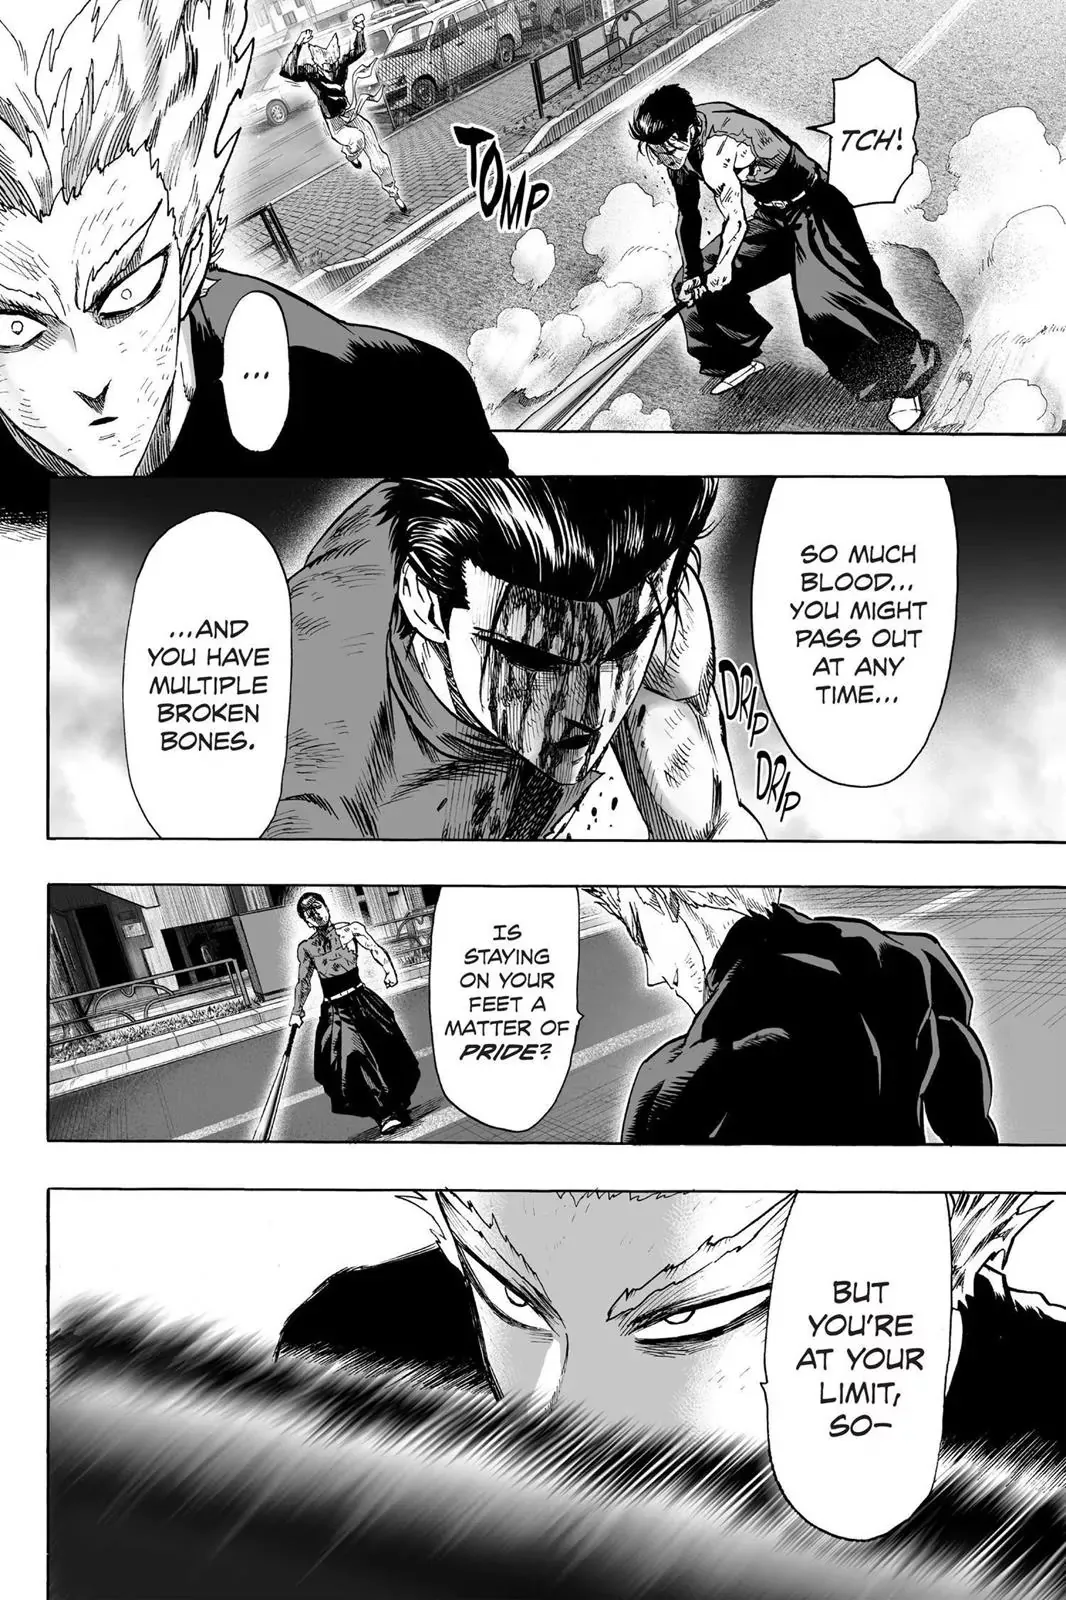 TCH!
TOMP
...
SO MUCH
BLOOD...
YOU MIGHT
PASS OUT
AT ANY
TIME...
DRIP
DRIP
...AND
YOU HAVE
MULTIPLE
BROKEN
BONES.
IS
STAYING
ON YOUR
FEET A
MATTER OF
PRIDE?
BUT
YOU'RE
AT YOUR
LIMIT,
SO—